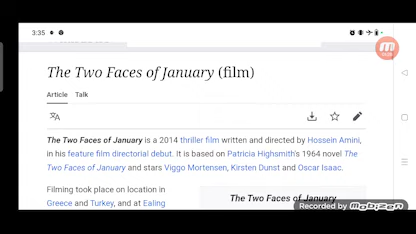 3:35
The Two Faces of January (film)
Article Talk
The Two Faces of January is a 2014 thriller film written and directed by Hossein Amini,
in his feature film directorial debut. It is based on Patricia Highsmith's 1964 novel The
Two Faces of January and stars Viggo Mortensen, Kirsten Dunst and Oscar Isaac.
Filming took place on location in
Greece and Turkey, and at Ealing
The Two Faces of January
Recorded by Mobizen